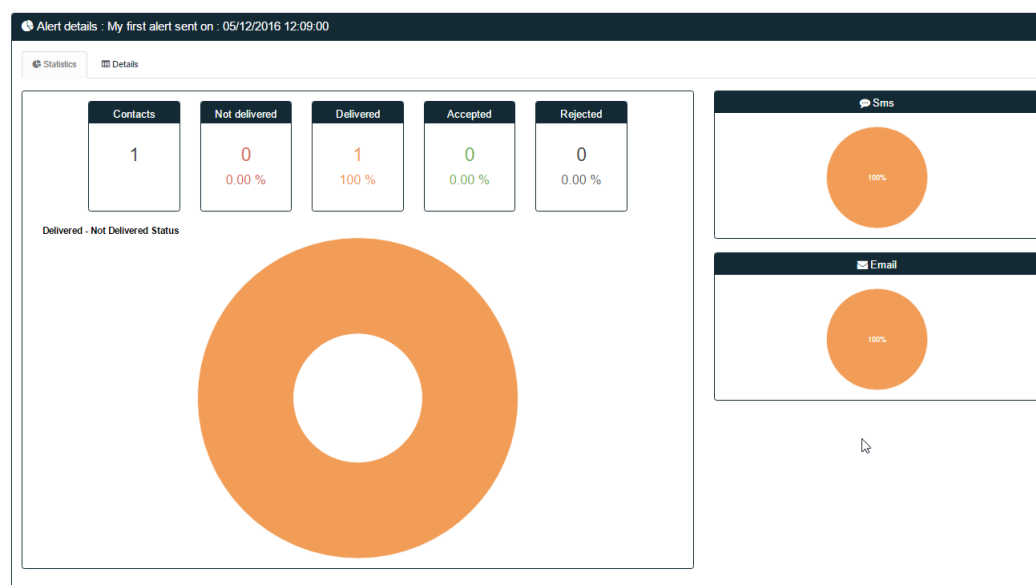 Alert details : My first alert sent on : 05/12/2016 12:09:00
Statistics Details
Contacts Not delivered Delivered Accepted Rejected
1 0 1 0 0
0.00 % 100 % 0.00 % 0.00 %
Delivered - Not Delivered Status
Sms
100%
Email
100%